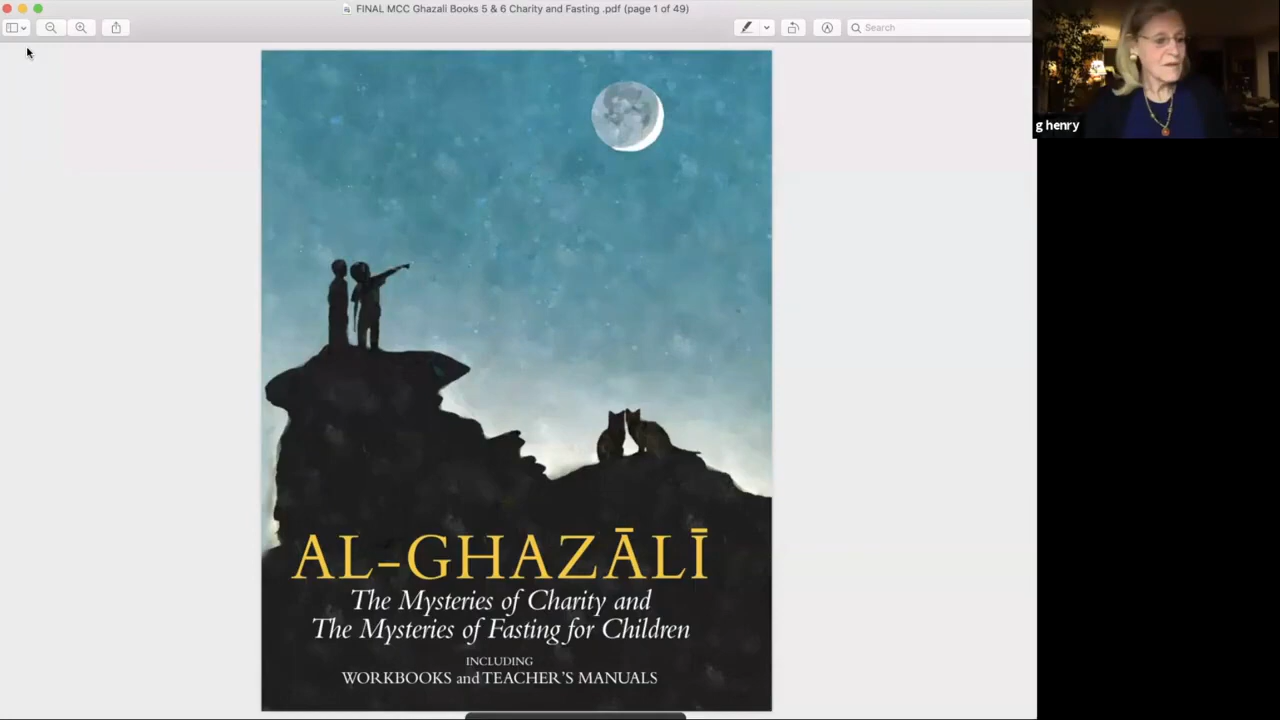 FINAL MCC Ghazali Books 5 & 6 Charity and Fasting .pdf (page 1 of 49)
Search
g henry
AL-GHAZĀLĪ
The Mysteries of Charity and
The Mysteries of Fasting for Children
INCLUDING
WORKBOOKS and TEACHER'S MANUALS